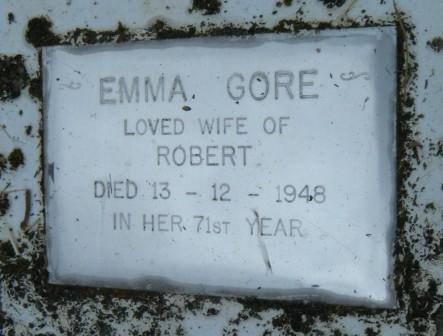 EMMA GORE
LOVED WIFE OF
ROBERT
DIED 13 - 12 - 1948
IN HER 71ST YEAR